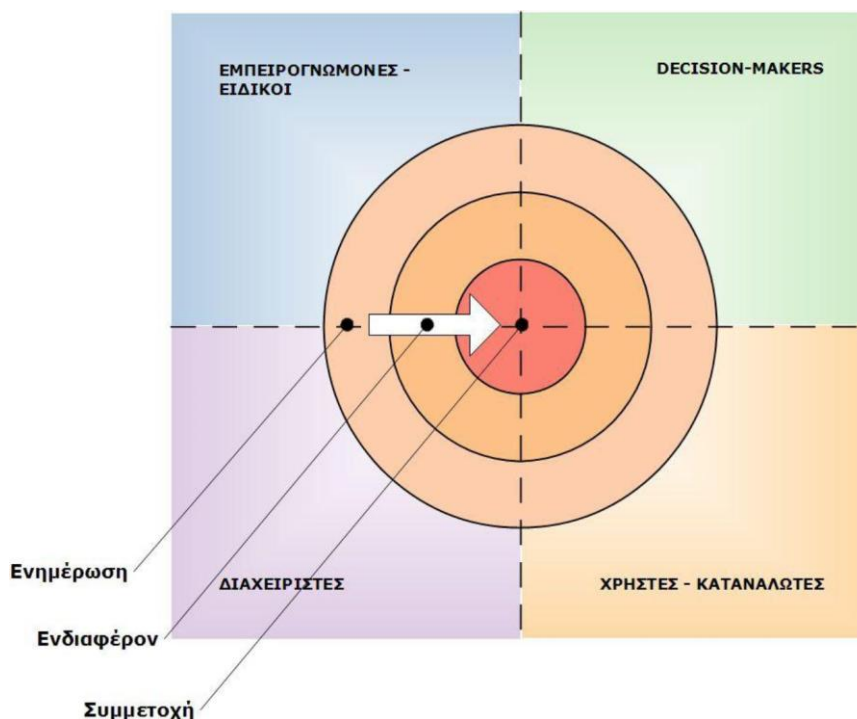 ΕΜΠΕΙΡΟΓΝΩΜΟΝΕΣ -
ΕΙΔΙΚΟΙ
DECISION-MAKERS
Ενημέρωση
ΔΙΑΧΕΙΡΙΣΤΕΣ
ΧΡΗΣΤΕΣ - ΚΑΤΑΝΑΛΩΤΕΣ
Ενδιαφέρον
Συμμετοχή